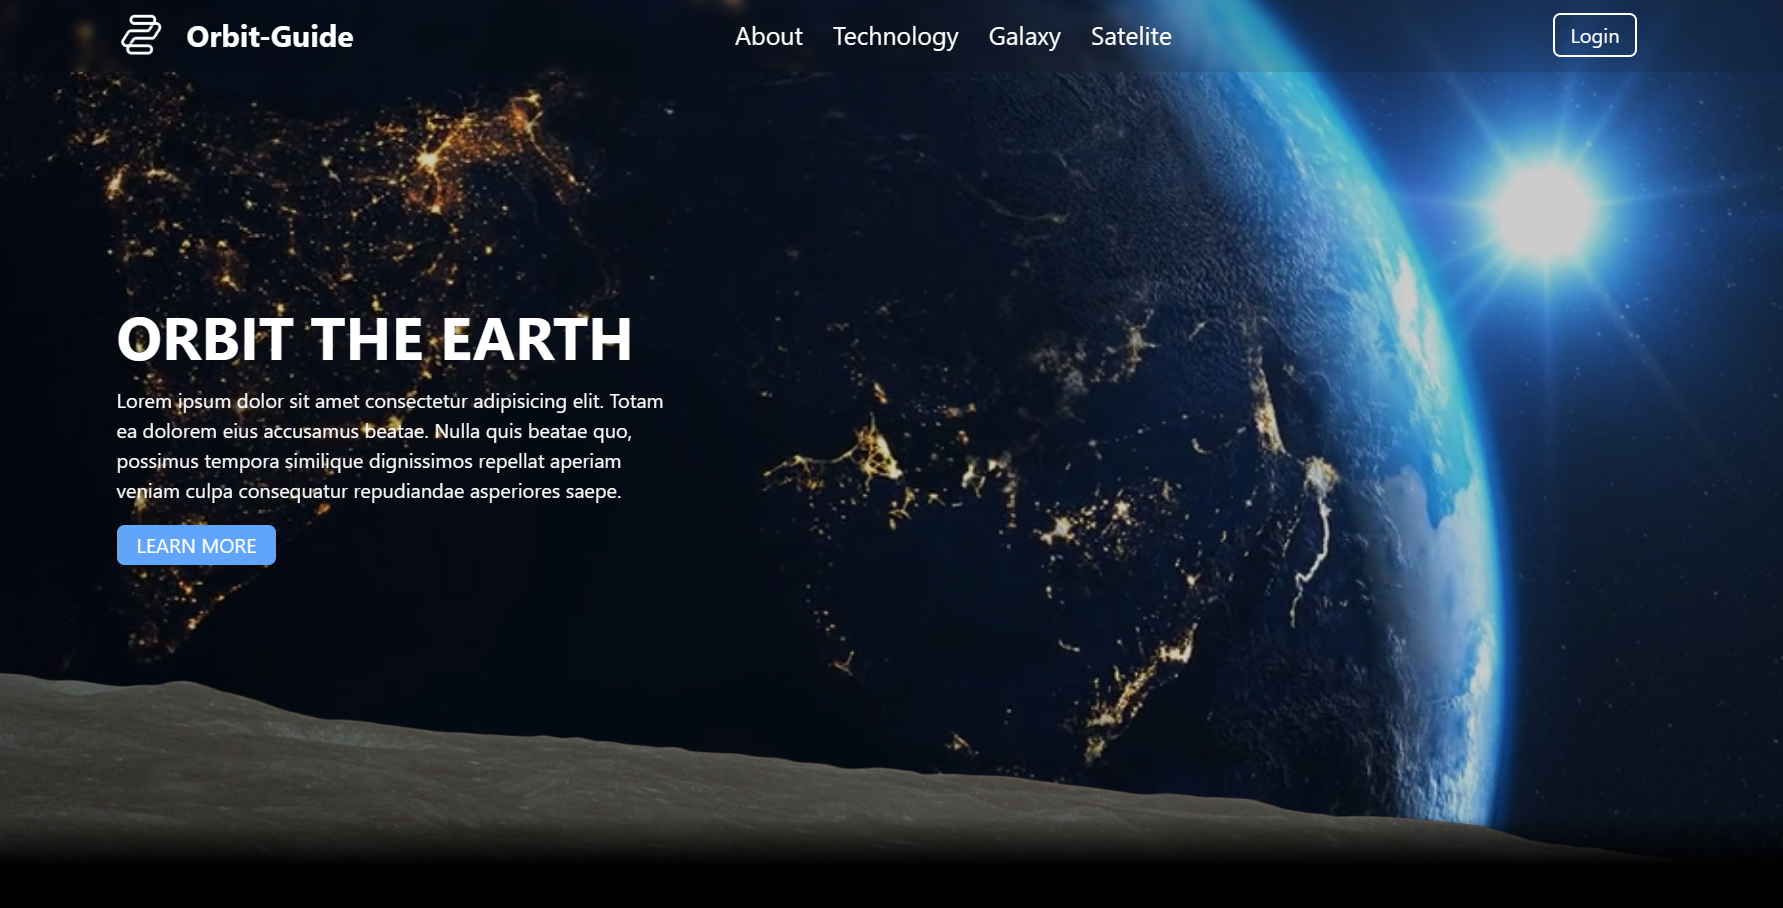 Orbit-Guide
About
Technology
Galaxy
Satelite
Login
ORBIT THE EARTH
Lorem ipsum dolor sit amet consectetur adipisicing elit. Totam
ea dolorem eius accusamus beatae. Nulla quis beatae quo,
possimus tempora similique dignissimos repellat aperiam
veniam culpa consequatur repudiandae asperiores saepe.
LEARN MORE